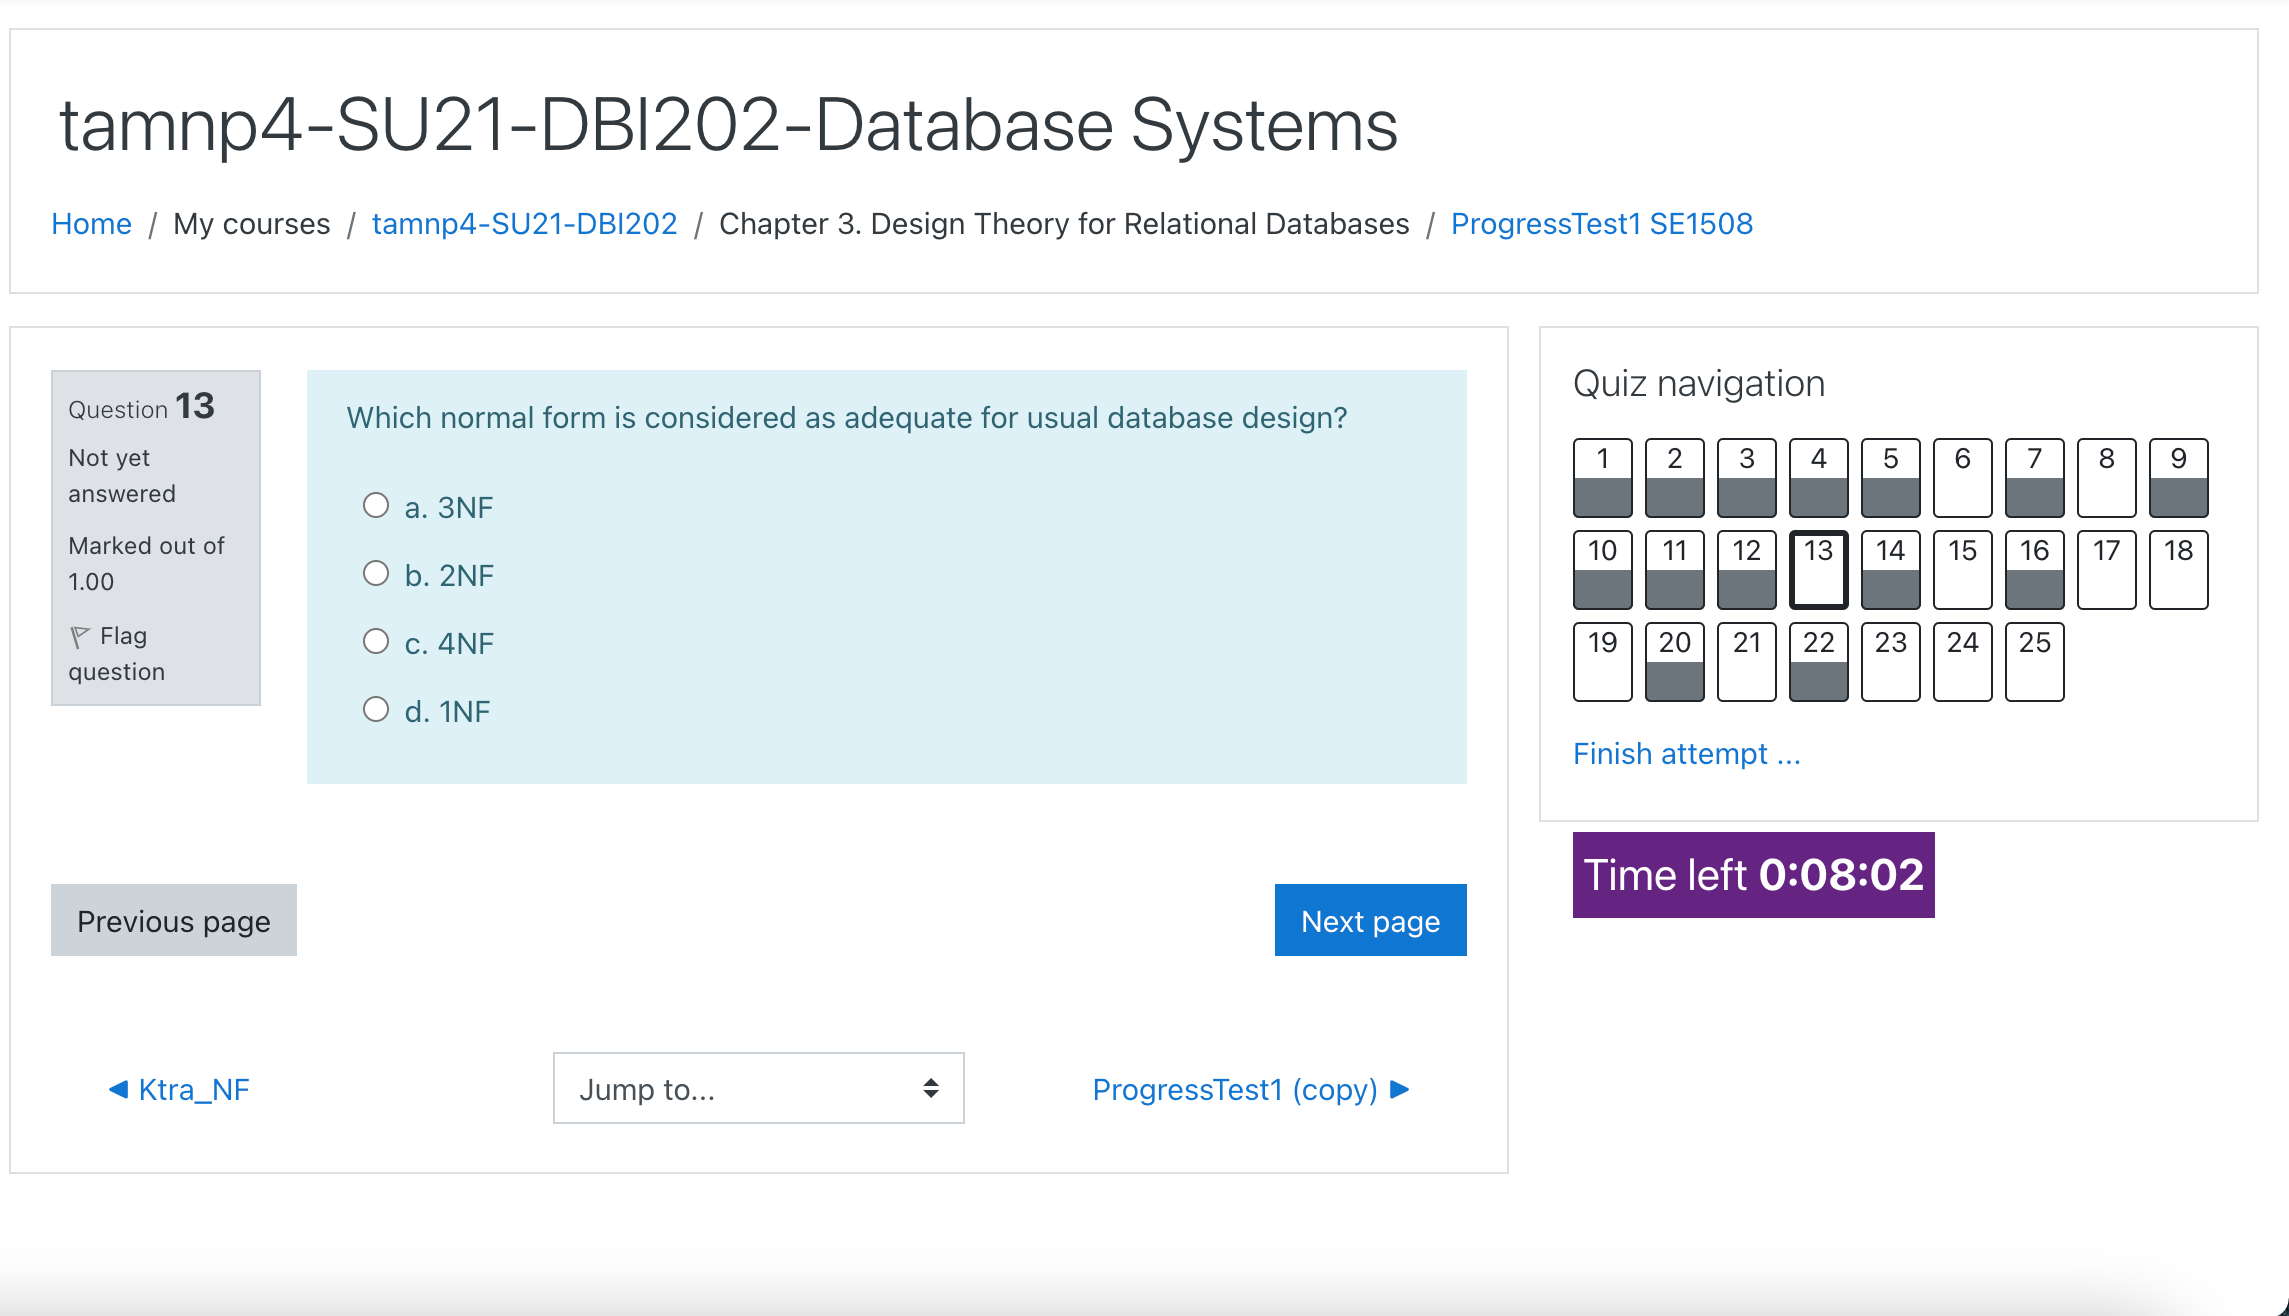 tamnp4-SU21-DBI202-Database Systems
Home / My courses / tamnp4-SU21-DBI202 / Chapter 3. Design Theory for Relational Databases / ProgressTest1 SE1508
Question 13
Not yet
answered
Marked out of
1.00
Flag
question
Which normal form is considered as adequate for usual database design?
a. 3NF
b. 2NF
c. 4NF
d. 1NF
Previous page
Next page
◄ Ktra_NF
Jump to...
ProgressTest1 (copy) ►
Quiz navigation
1 2 3 4 5 6 7 8 9
10 11 12 13 14 15 16 17 18
19 20 21 22 23 24 25
Finish attempt ...
Time left 0:08:02